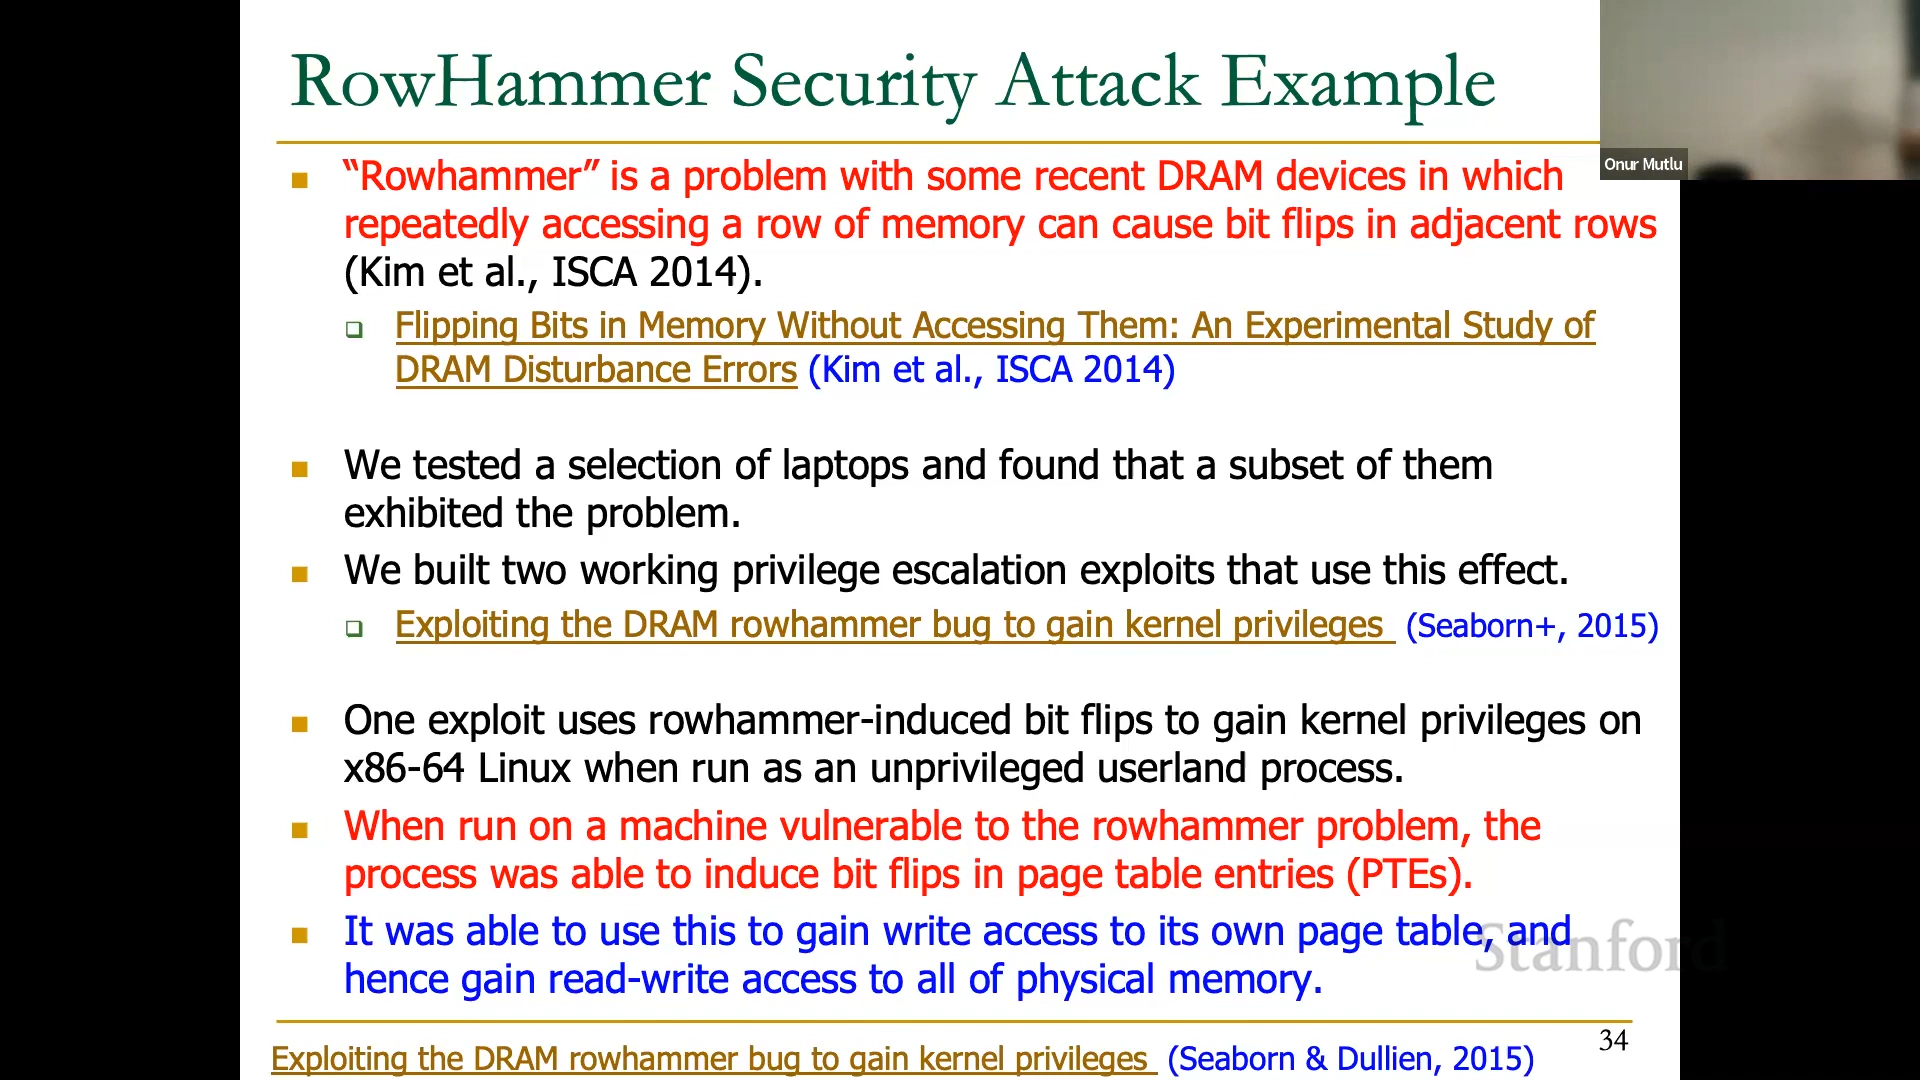 RowHammer Security Attack Example
Onur Mutlu
“Rowhammer” is a problem with some recent DRAM devices in which
repeatedly accessing a row of memory can cause bit flips in adjacent rows
(Kim et al., ISCA 2014).
Flipping Bits in Memory Without Accessing Them: An Experimental Study of
DRAM Disturbance Errors (Kim et al., ISCA 2014)
We tested a selection of laptops and found that a subset of them
exhibited the problem.
We built two working privilege escalation exploits that use this effect.
Exploiting the DRAM rowhammer bug to gain kernel privileges (Seaborn+, 2015)
One exploit uses rowhammer-induced bit flips to gain kernel privileges on
x86-64 Linux when run as an unprivileged userland process.
When run on a machine vulnerable to the rowhammer problem, the
process was able to induce bit flips in page table entries (PTEs).
It was able to use this to gain write access to its own page table, and
hence gain read-write access to all of physical memory.
Stanford
34
Exploiting the DRAM rowhammer bug to gain kernel privileges (Seaborn & Dullien, 2015)